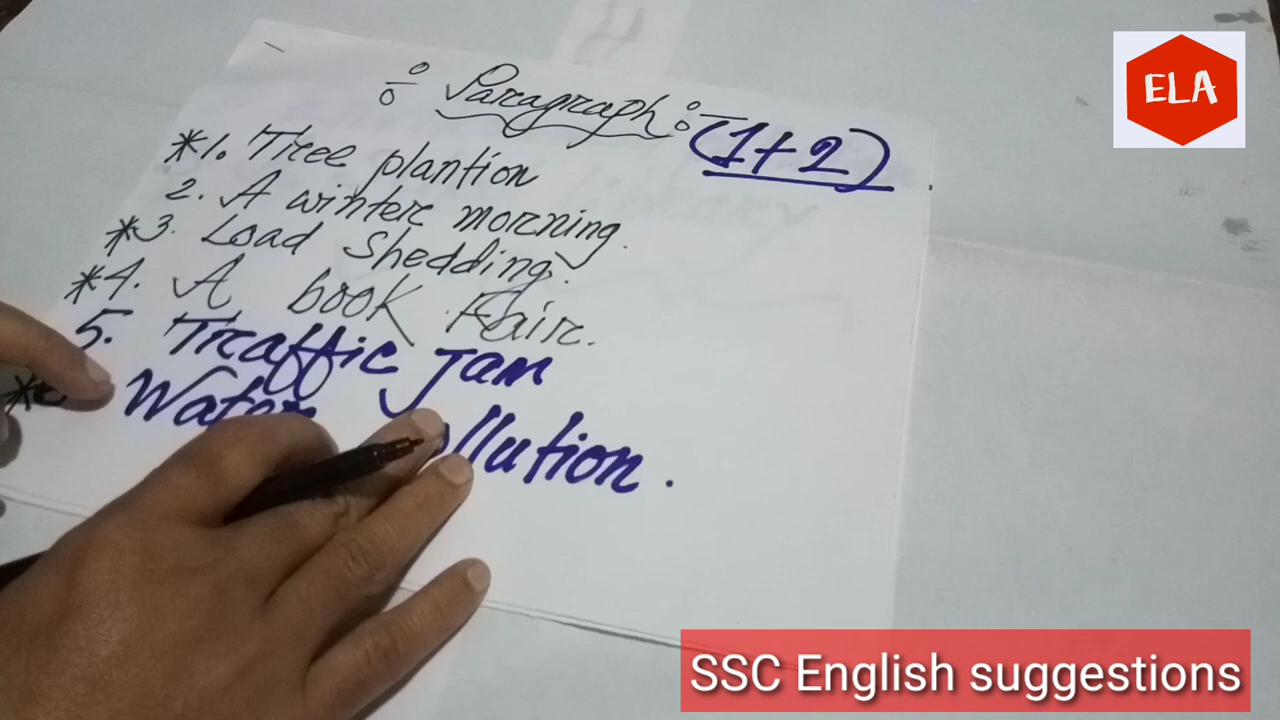 ELA
Paragraph:-
(1+2)
*1. Tree plantion
2. A winter morning.
*3. Load Shedding.
*4. A book Fair.
5. Traffic Jam
Water Pollution.
SSC English suggestions